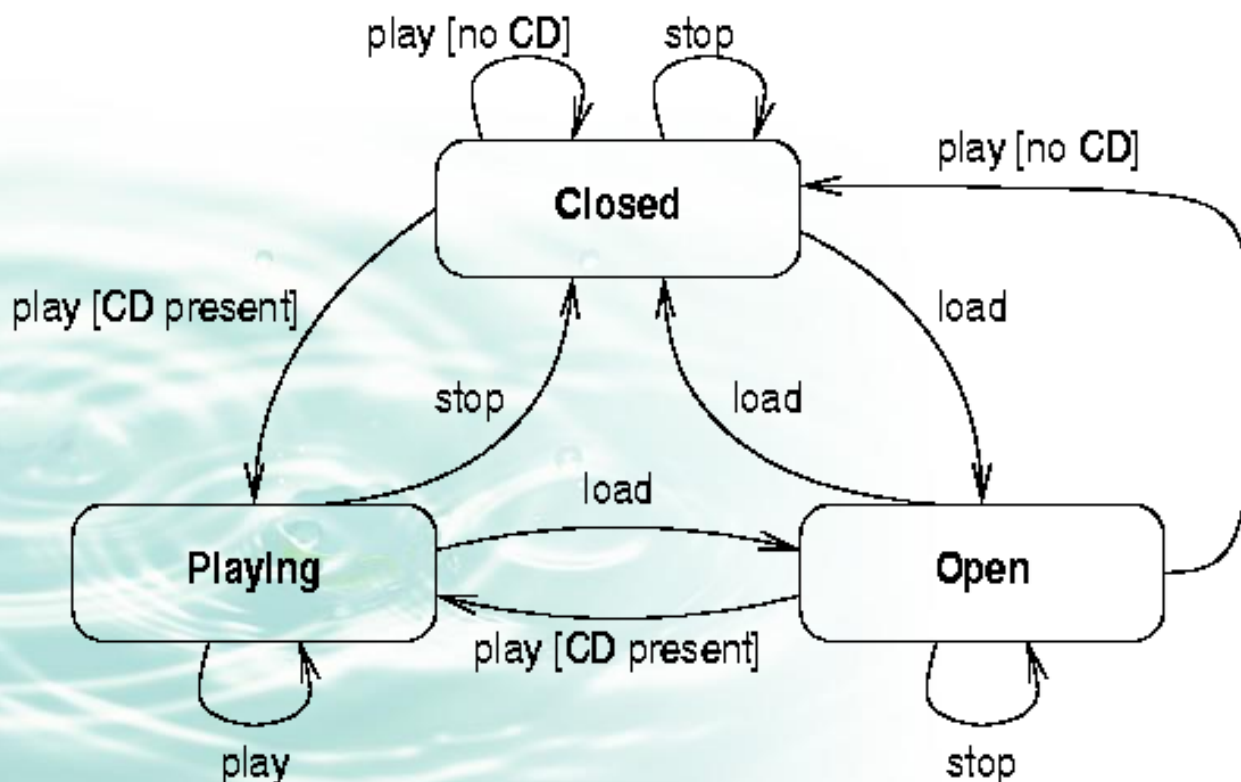 play [no CD]
stop
play [no CD]
Closed
play [CD present]
load
stop
load
load
Playing
Open
play [CD present]
play
stop